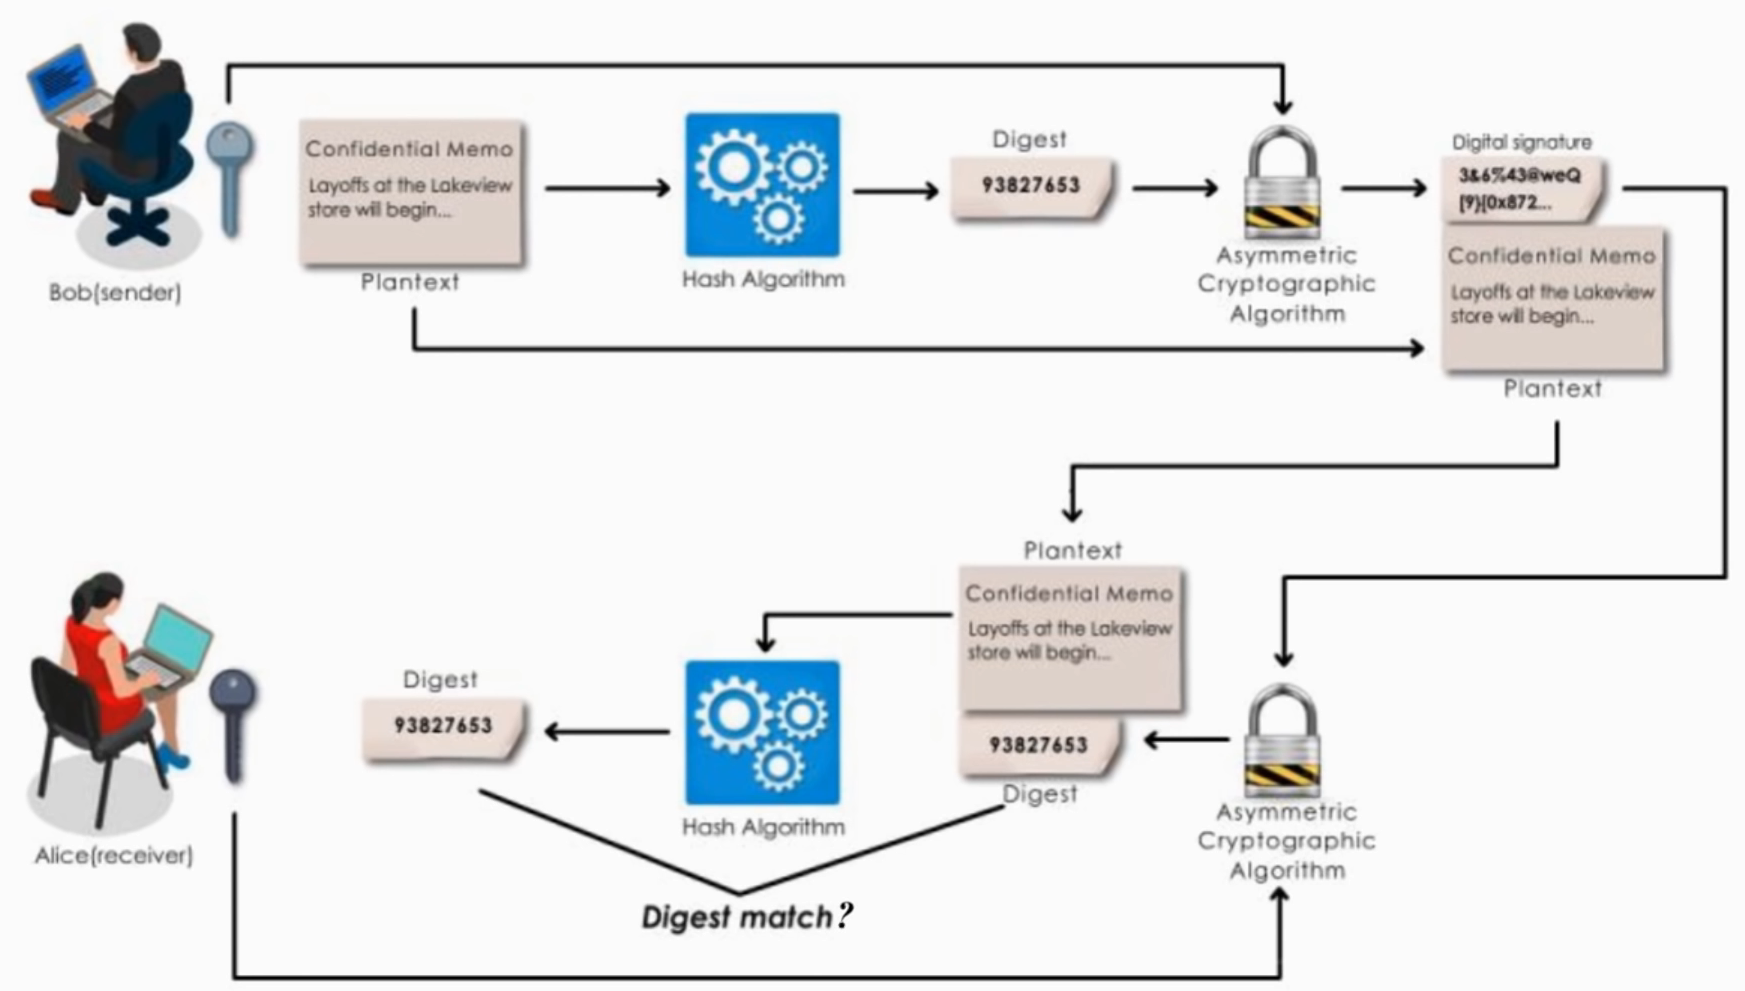 Confidential Memo
Layoffs at the Lakeview
store will begin...
Plantext
Bob(sender)
Hash Algorithm
Digest
93827653
Asymmetric
Cryptographic
Algorithm
Digital signature
3&6%43@weQ
[9}[0x872...
Confidential Memo
Layoffs at the Lakeview
store will begin...
Plantext
Plantext
Confidential Memo
Layoffs at the Lakeview
store will begin...
93827653
Digest
Asymmetric
Cryptographic
Algorithm
Hash Algorithm
Digest
93827653
Alice(receiver)
Digest match?